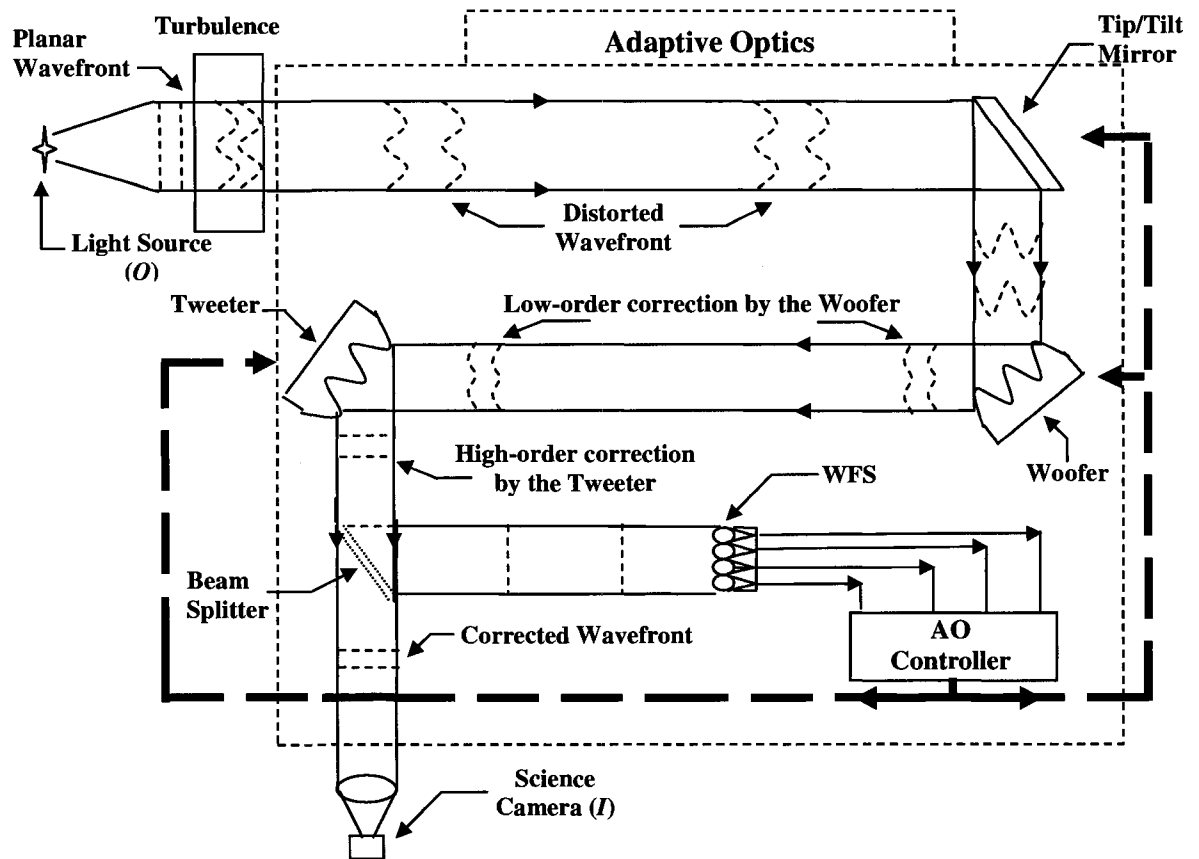 Planar
Wavefront
Turbulence
Adaptive Optics
Tip/Tilt
Mirror
Distorted
Wavefront
Light Source
(O)
Tweeter
Low-order correction by the Woofer
High-order correction
by the Tweeter
WFS
Woofer
Beam
Splitter
Corrected Wavefront
AO
Controller
Science
Camera (I)